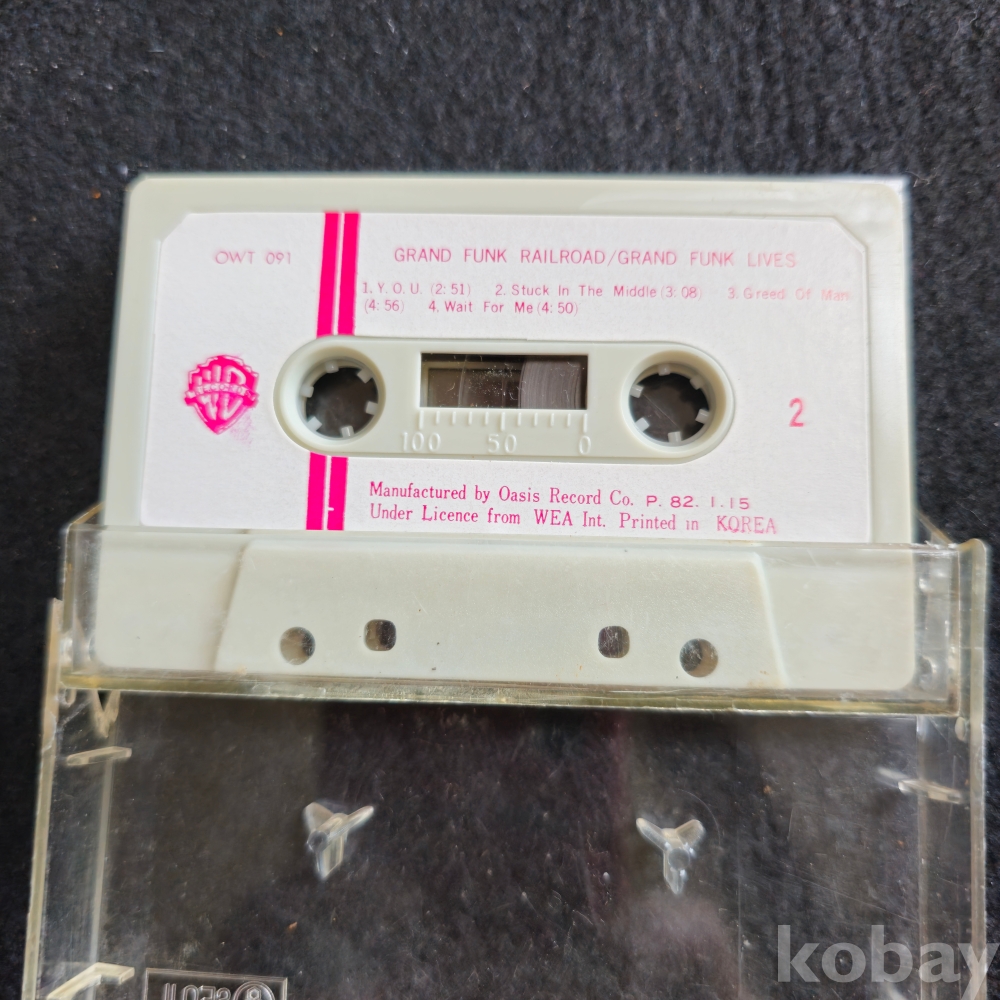 OWT 091
GRAND FUNK RAILROAD/GRAND FUNK LIVES
1. Y. O. U. (2: 51) 2. Stuck In The Middle (3: 08) 3. Greed Of Man
(4: 56) 4. Wait For Me (4: 50)
RECORDS
100 50 0
2
Manufactured by Oasis Record Co. P. 82. 1. 15
Under Licence from WEA Int. Printed in KOREA
kobay